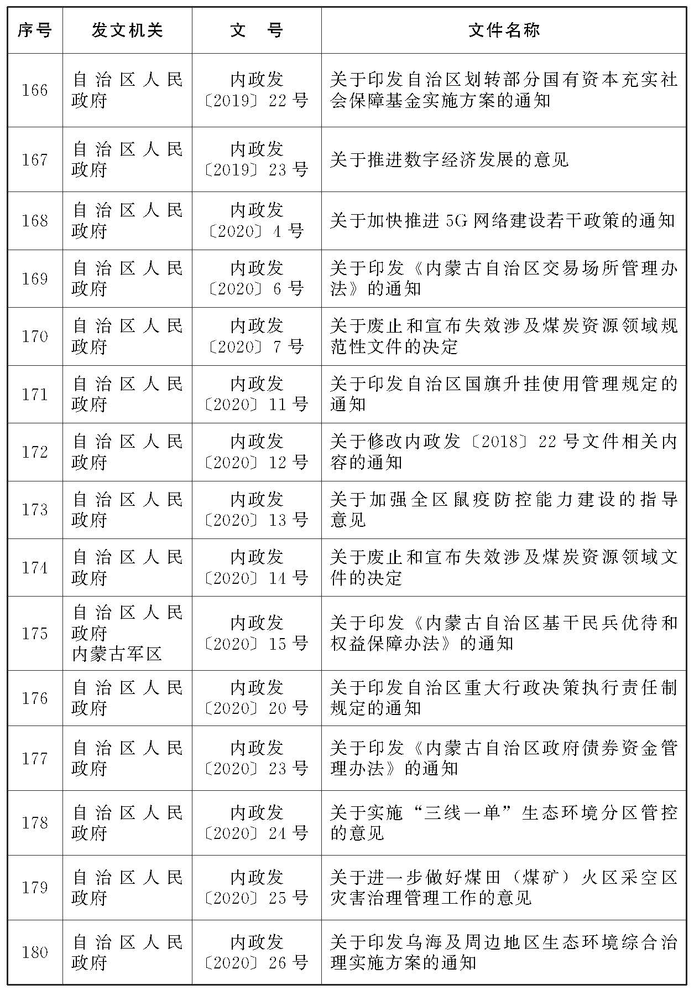 序号 发文机关 文 号 文件名称
166
自治区人民
政府
内政发
〔2019〕22号
关于印发自治区划转部分国有资本充实社
会保障基金实施方案的通知
167
自治区人民
政府
内政发
〔2019〕23号
关于推进数字经济发展的意见
168
自治区人民
政府
内政发
〔2020〕4号
关于加快推进5G网络建设若干政策的通知
169
自治区人民
政府
内政发
〔2020〕6号
关于印发《内蒙古自治区交易场所管理办
法》的通知
170
自治区人民
政府
内政发
〔2020〕7号
关于废止和宣布失效涉及煤炭资源领域规
范性文件的决定
171
自治区人民
政府
内政发
〔2020〕11号
关于印发自治区国旗升挂使用管理规定的
通知
172
自治区人民
政府
内政发
〔2020〕12号
关于修改内政发〔2018〕22号文件相关内
容的通知
173
自治区人民
政府
内政发
〔2020〕13号
关于加强全区鼠疫防控能力建设的指导
意见
174
自治区人民
政府
内政发
〔2020〕14号
关于废止和宣布失效涉及煤炭资源领域文
件的决定
175
自治区人民
政府
内蒙古军区
内政发
〔2020〕15号
关于印发《内蒙古自治区基干民兵优待和
权益保障办法》的通知
176
自治区人民
政府
内政发
〔2020〕20号
关于印发自治区重大行政决策执行责任制
规定的通知
177
自治区人民
政府
内政发
〔2020〕23号
关于印发《内蒙古自治区政府债券资金管
理办法》的通知
178
自治区人民
政府
内政发
〔2020〕24号
关于实施“三线一单”生态环境分区管控
的意见
179
自治区人民
政府
内政发
〔2020〕25号
关于进一步做好煤田（煤矿）火区采空区
灾害治理管理工作的意见
180
自治区人民
政府
内政发
〔2020〕26号
关于印发乌海及周边地区生态环境综合治
理实施方案的通知